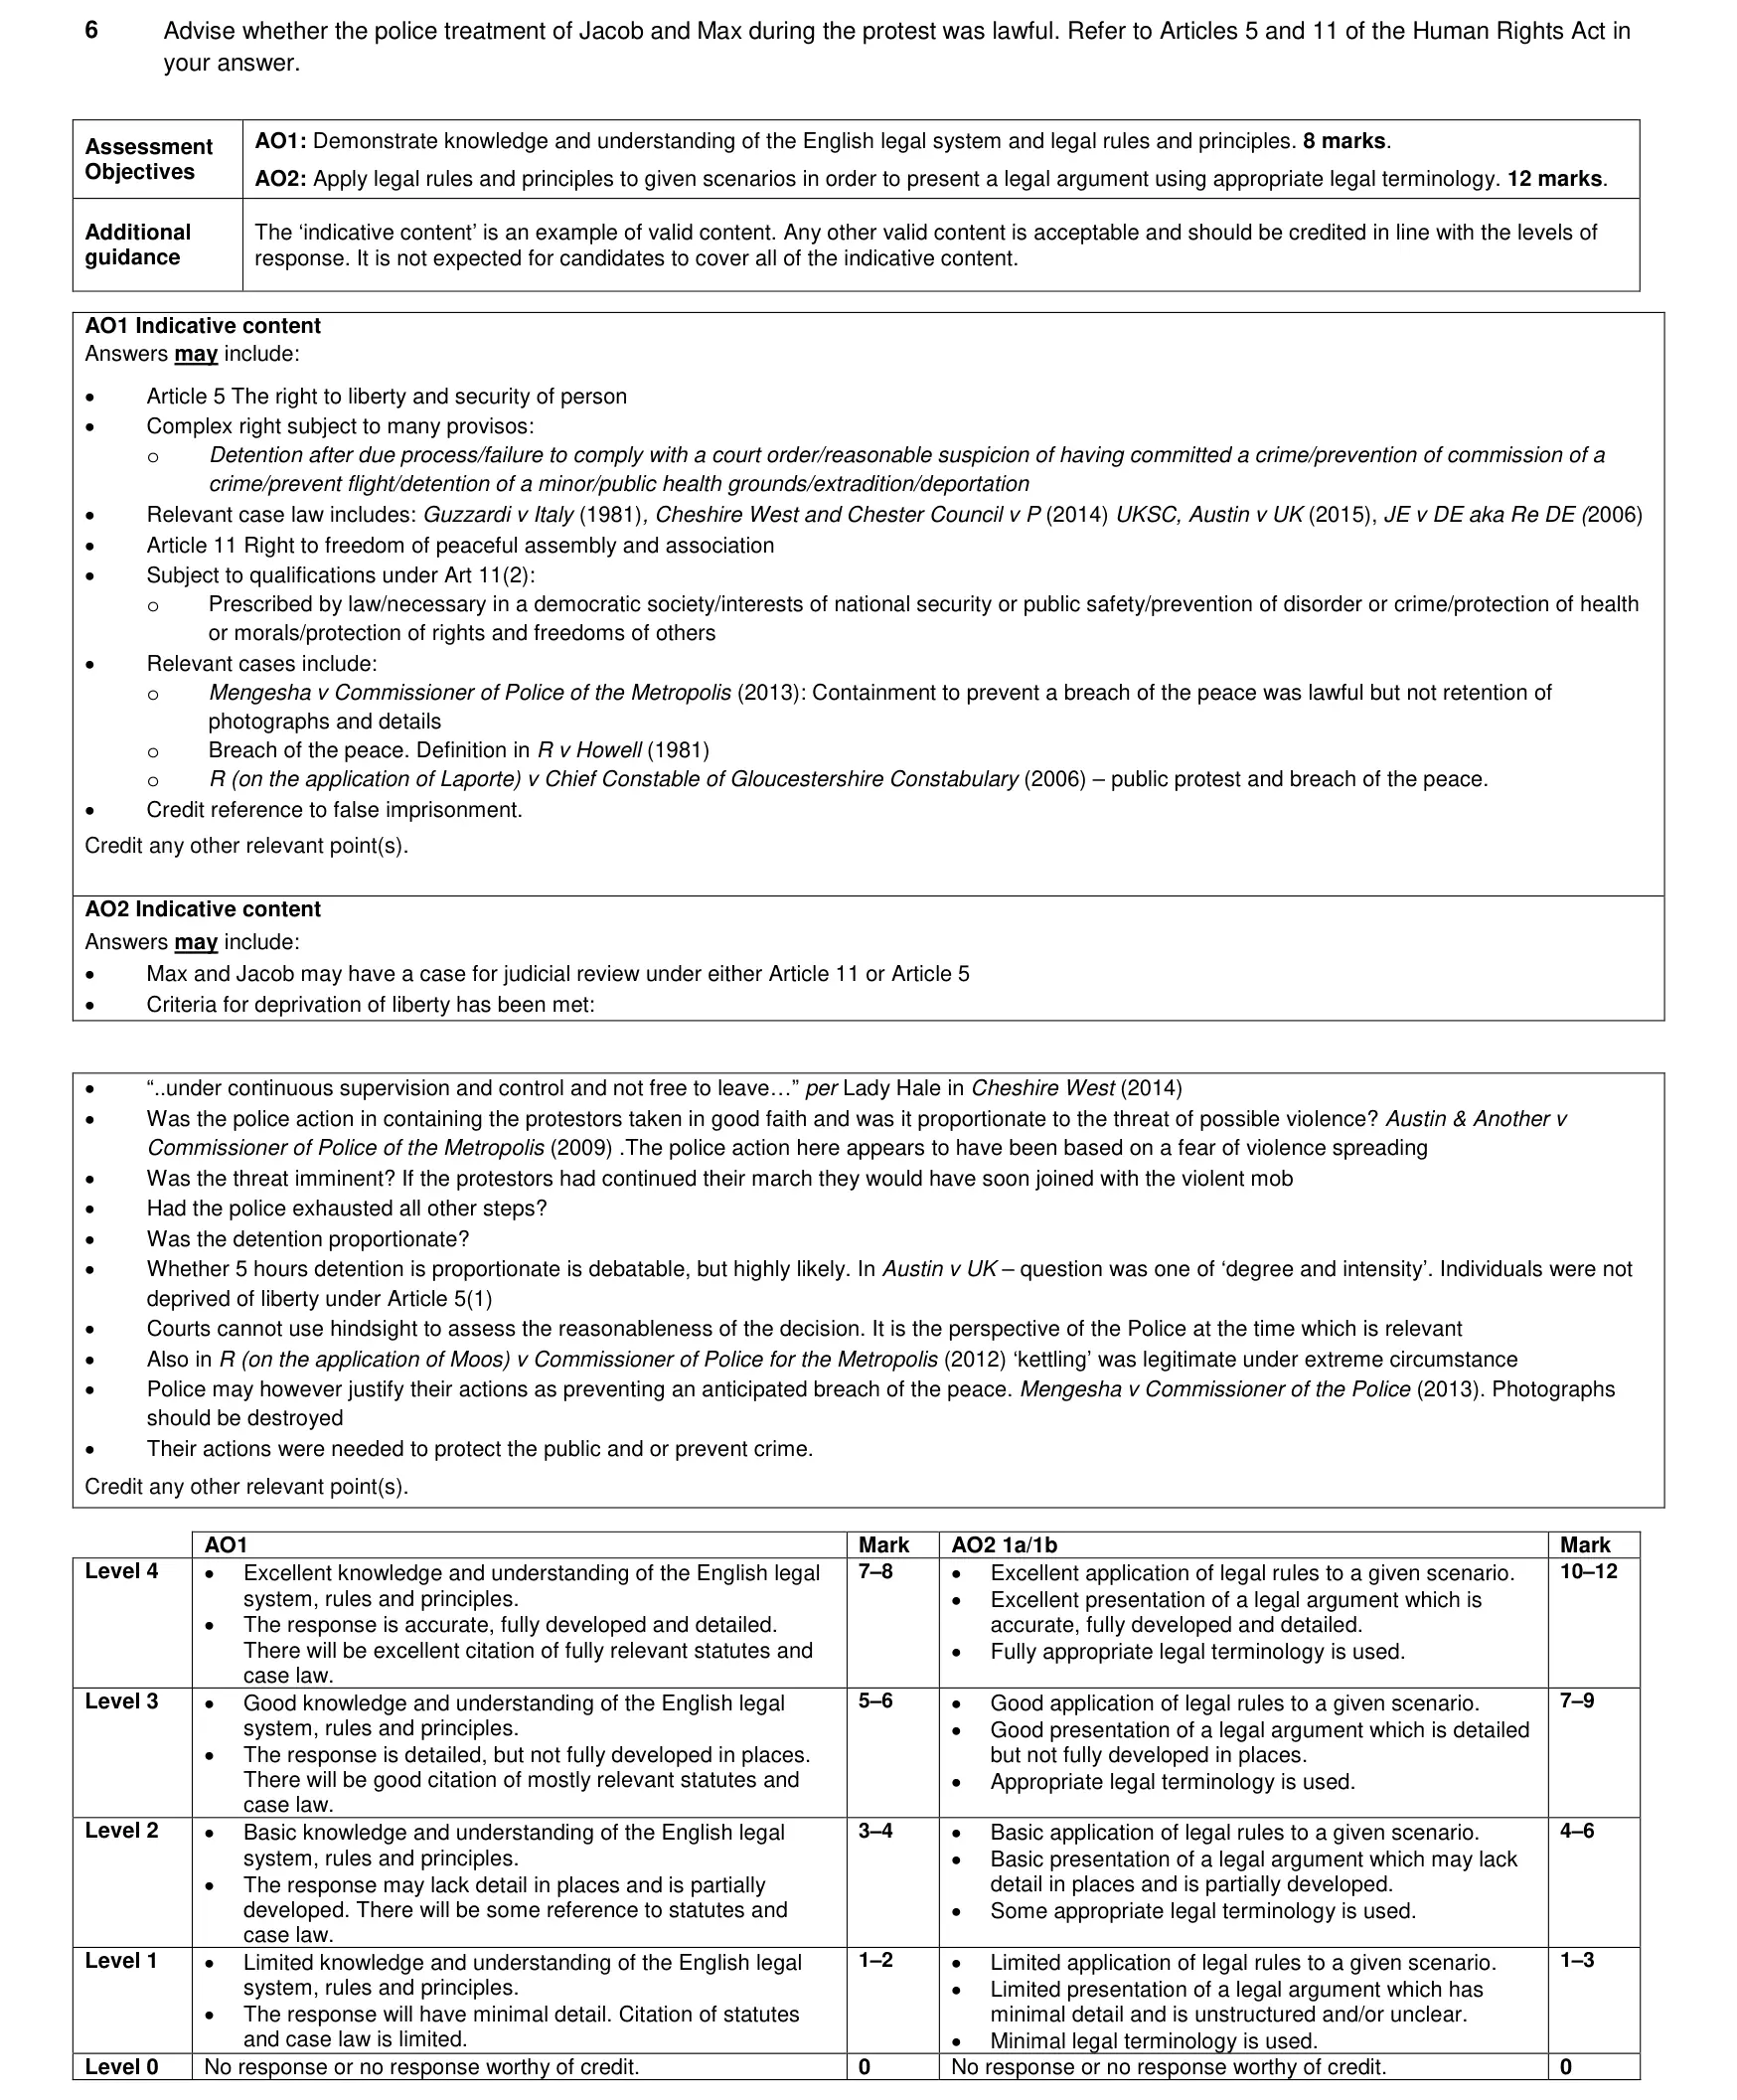 6 Advise whether the police treatment of Jacob and Max during the protest was lawful. Refer to Articles 5 and 11 of the Human Rights Act in
your answer.
Assessment
Objectives
AO1: Demonstrate knowledge and understanding of the English legal system and legal rules and principles. 8 marks.
AO2: Apply legal rules and principles to given scenarios in order to present a legal argument using appropriate legal terminology. 12 marks.
Additional
guidance
The ‘indicative content’ is an example of valid content. Any other valid content is acceptable and should be credited in line with the levels of
response. It is not expected for candidates to cover all of the indicative content.
AO1 Indicative content
Answers may include:
• Article 5 The right to liberty and security of person
• Complex right subject to many provisos:
o Detention after due process/failure to comply with a court order/reasonable suspicion of having committed a crime/prevention of commission of a
crime/prevent flight/detention of a minor/public health grounds/extradition/deportation
• Relevant case law includes: Guzzardi v Italy (1981), Cheshire West and Chester Council v P (2014) UKSC, Austin v UK (2015), JE v DE aka Re DE (2006)
• Article 11 Right to freedom of peaceful assembly and association
• Subject to qualifications under Art 11(2):
o Prescribed by law/necessary in a democratic society/interests of national security or public safety/prevention of disorder or crime/protection of health
or morals/protection of rights and freedoms of others
• Relevant cases include:
o Mengesha v Commissioner of Police of the Metropolis (2013): Containment to prevent a breach of the peace was lawful but not retention of
photographs and details
o Breach of the peace. Definition in R v Howell (1981)
o R (on the application of Laporte) v Chief Constable of Gloucestershire Constabulary (2006) – public protest and breach of the peace.
• Credit reference to false imprisonment.
Credit any other relevant point(s).
AO2 Indicative content
Answers may include:
• Max and Jacob may have a case for judicial review under either Article 11 or Article 5
• Criteria for deprivation of liberty has been met:
• “..under continuous supervision and control and not free to leave…” per Lady Hale in Cheshire West (2014)
• Was the police action in containing the protestors taken in good faith and was it proportionate to the threat of possible violence? Austin & Another v
Commissioner of Police of the Metropolis (2009) .The police action here appears to have been based on a fear of violence spreading
• Was the threat imminent? If the protestors had continued their march they would have soon joined with the violent mob
• Had the police exhausted all other steps?
• Was the detention proportionate?
• Whether 5 hours detention is proportionate is debatable, but highly likely. In Austin v UK – question was one of ‘degree and intensity’. Individuals were not
deprived of liberty under Article 5(1)
• Courts cannot use hindsight to assess the reasonableness of the decision. It is the perspective of the Police at the time which is relevant
• Also in R (on the application of Moos) v Commissioner of Police for the Metropolis (2012) ‘kettling’ was legitimate under extreme circumstance
• Police may however justify their actions as preventing an anticipated breach of the peace. Mengesha v Commissioner of the Police (2013). Photographs
should be destroyed
• Their actions were needed to protect the public and or prevent crime.
Credit any other relevant point(s).
AO1 Mark AO2 1a/1b Mark
Level 4
• Excellent knowledge and understanding of the English legal
system, rules and principles.
• The response is accurate, fully developed and detailed.
There will be excellent citation of fully relevant statutes and
case law.
7–8
• Excellent application of legal rules to a given scenario.
• Excellent presentation of a legal argument which is
accurate, fully developed and detailed.
• Fully appropriate legal terminology is used.
10–12
Level 3
• Good knowledge and understanding of the English legal
system, rules and principles.
• The response is detailed, but not fully developed in places.
There will be good citation of mostly relevant statutes and
case law.
5–6
• Good application of legal rules to a given scenario.
• Good presentation of a legal argument which is detailed
but not fully developed in places.
• Appropriate legal terminology is used.
7–9
Level 2
• Basic knowledge and understanding of the English legal
system, rules and principles.
• The response may lack detail in places and is partially
developed. There will be some reference to statutes and
case law.
3–4
• Basic application of legal rules to a given scenario.
• Basic presentation of a legal argument which may lack
detail in places and is partially developed.
• Some appropriate legal terminology is used.
4–6
Level 1
• Limited knowledge and understanding of the English legal
system, rules and principles.
• The response will have minimal detail. Citation of statutes
and case law is limited.
1–2
• Limited application of legal rules to a given scenario.
• Limited presentation of a legal argument which has
minimal detail and is unstructured and/or unclear.
• Minimal legal terminology is used.
1–3
Level 0
No response or no response worthy of credit.
0
No response or no response worthy of credit.
0